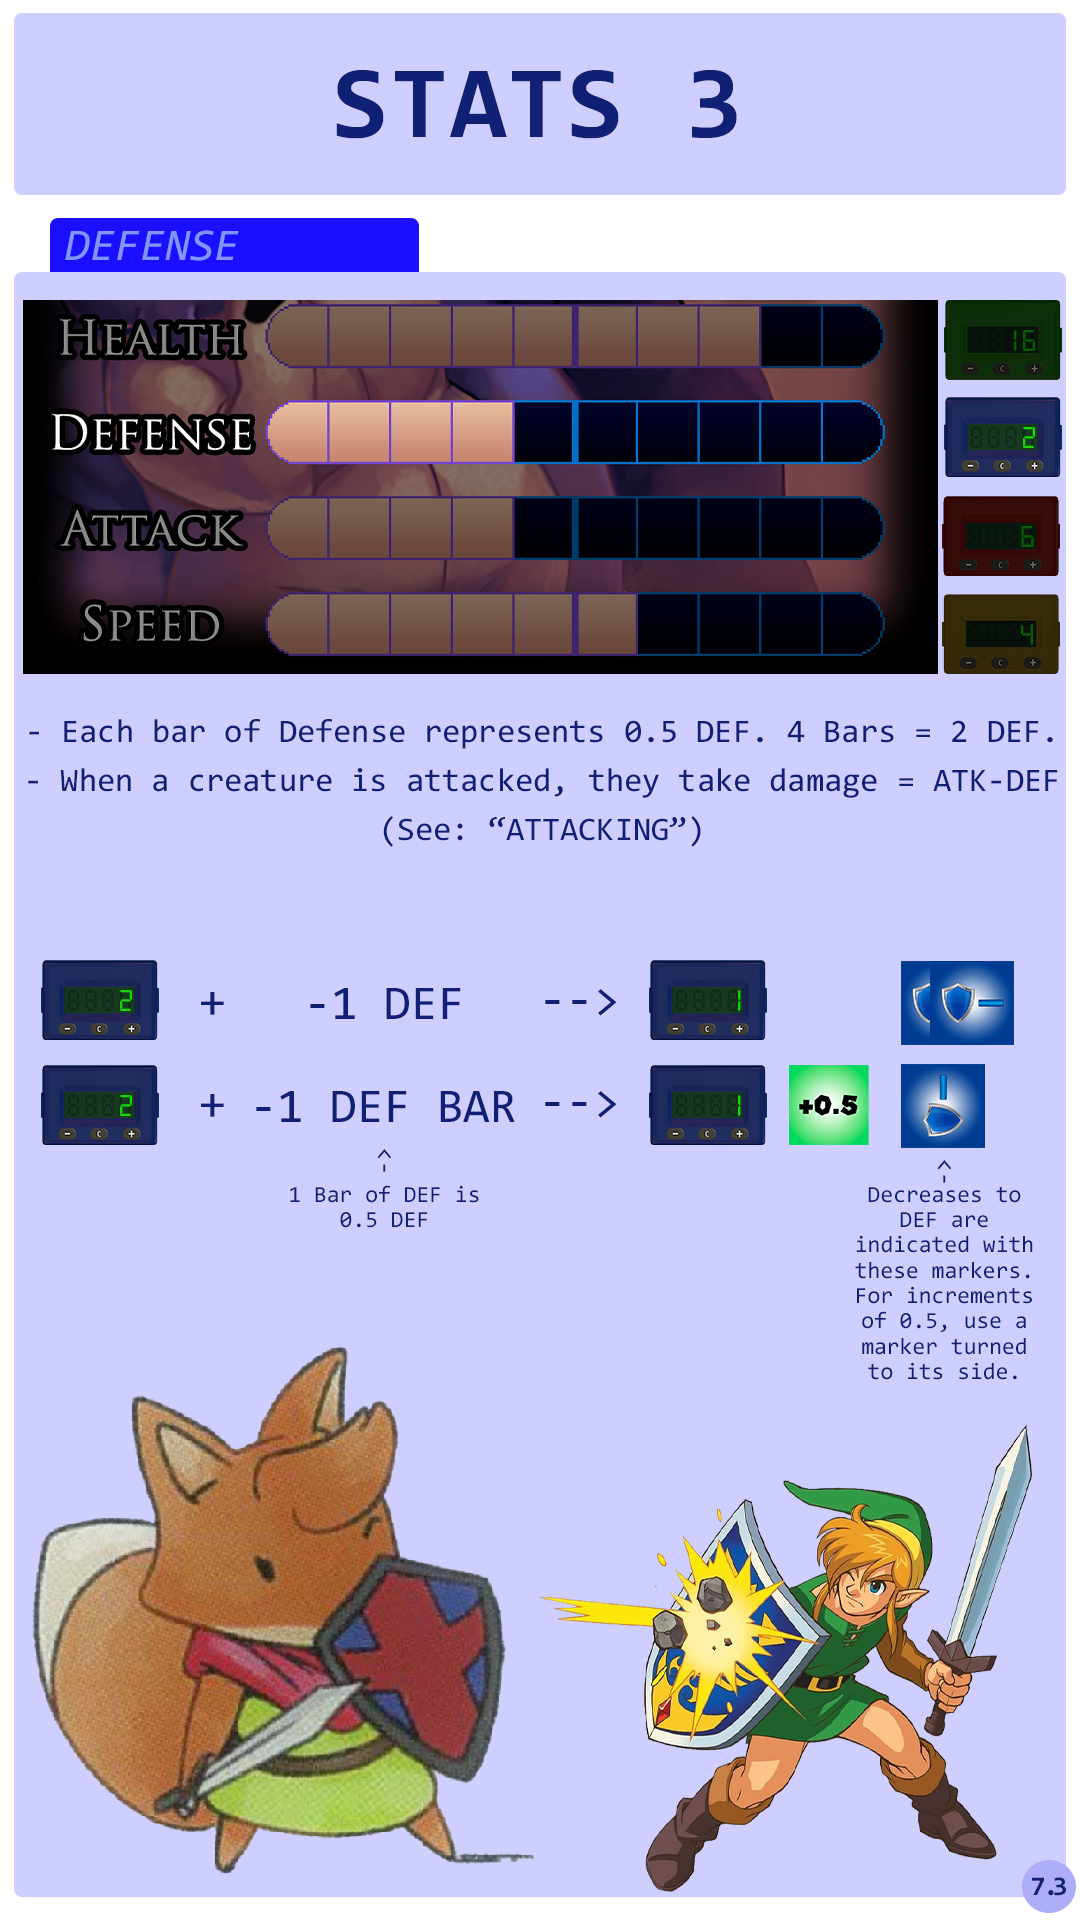 STATS 3
DEFENSE
HEALTH
16
DEFENSE
2
ATTACK
6
SPEED
4
- Each bar of Defense represents 0.5 DEF. 4 Bars = 2 DEF.
- When a creature is attacked, they take damage = ATK-DEF
(See: “ATTACKING”)
2 + -1 DEF --> 1
2 + -1 DEF BAR --> 1 +0.5
^
1 Bar of DEF is
0.5 DEF
^
Decreases to
DEF are
indicated with
these markers.
For increments
of 0.5, use a
marker turned
to its side.
7.3